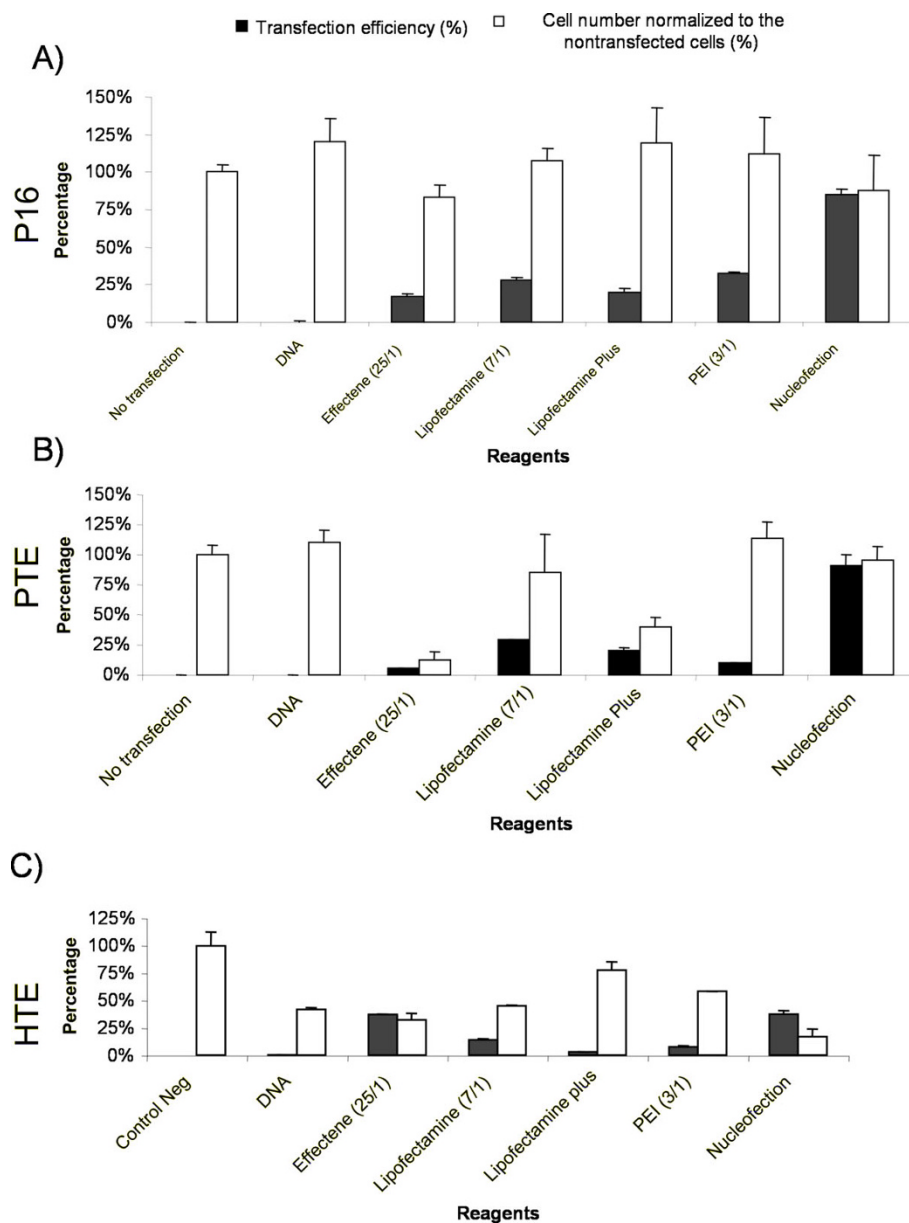 Transfection efficiency (%)
Cell number normalized to the
nontransfected cells (%)
A)
P16
Percentage
150%
125%
100%
75%
50%
25%
0%
No transfection
DNA
Effectene (25/1)
Lipofectamine (7/1)
Lipofectamine Plus
PEI (3/1)
Nucleofection
Reagents
B)
PTE
Percentage
150%
125%
100%
75%
50%
25%
0%
No transfection
DNA
Effectene (25/1)
Lipofectamine (7/1)
Lipofectamine Plus
PEI (3/1)
Nucleofection
Reagents
C)
HTE
Percentage
125%
100%
75%
50%
25%
0%
Control Neg
DNA
Effectene (25/1)
Lipofectamine (7/1)
Lipofectamine plus
PEI (3/1)
Nucleofection
Reagents